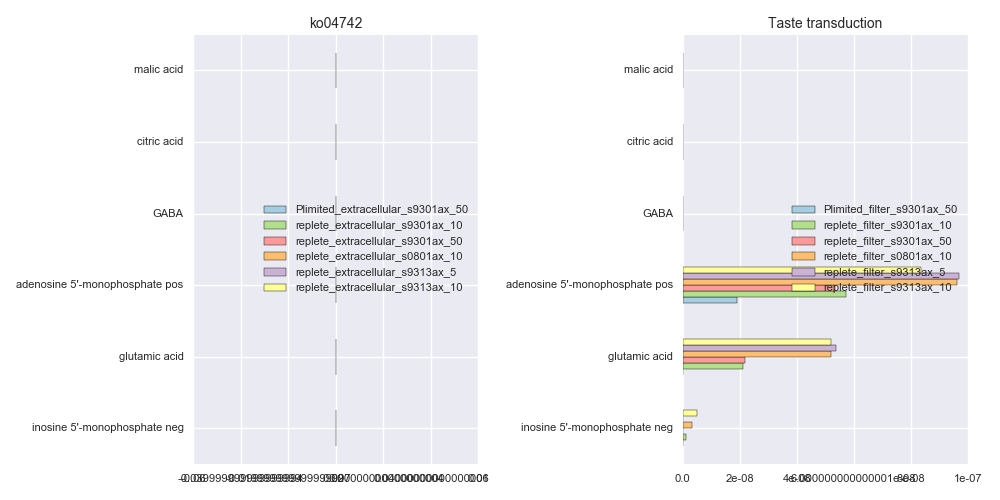 ko04742
malic acid
citric acid
GABA
adenosine 5'-monophosphate pos
glutamic acid
inosine 5'-monophosphate neg
Plimited_extracellular_s9301ax_50
replete_extracellular_s9301ax_10
replete_extracellular_s9301ax_50
replete_extracellular_s0801ax_10
replete_extracellular_s9313ax_5
replete_extracellular_s9313ax_10
Taste transduction
malic acid
citric acid
GABA
adenosine 5'-monophosphate pos
glutamic acid
inosine 5'-monophosphate neg
Plimited_filter_s9301ax_50
replete_filter_s9301ax_10
replete_filter_s9301ax_50
replete_filter_s0801ax_10
replete_filter_s9313ax_5
replete_filter_s9313ax_10
0.0 2e-08 1e-07